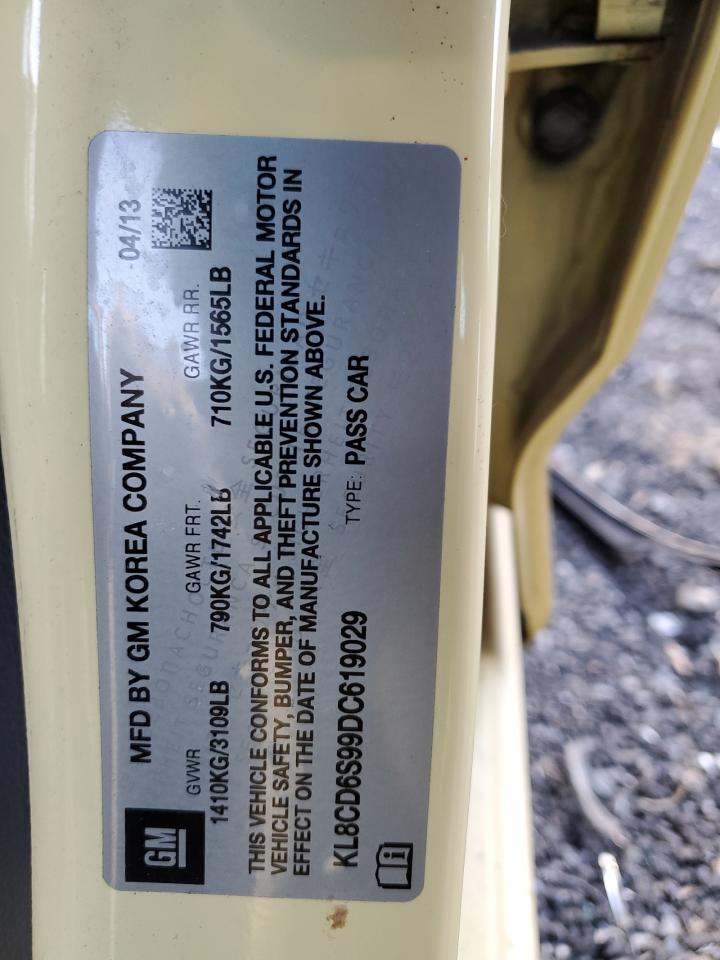 GM
MFD BY GM KOREA COMPANY 04/13
GVWR GAWR FRT. GAWR RR.
1410KG/3109LB 790KG/1742LB 710KG/1565LB
THIS VEHICLE CONFORMS TO ALL APPLICABLE U.S. FEDERAL MOTOR
VEHICLE SAFETY, BUMPER, AND THEFT PREVENTION STANDARDS IN
EFFECT ON THE DATE OF MANUFACTURE SHOWN ABOVE.
KL8CD6S99DC619029 TYPE: PASS CAR